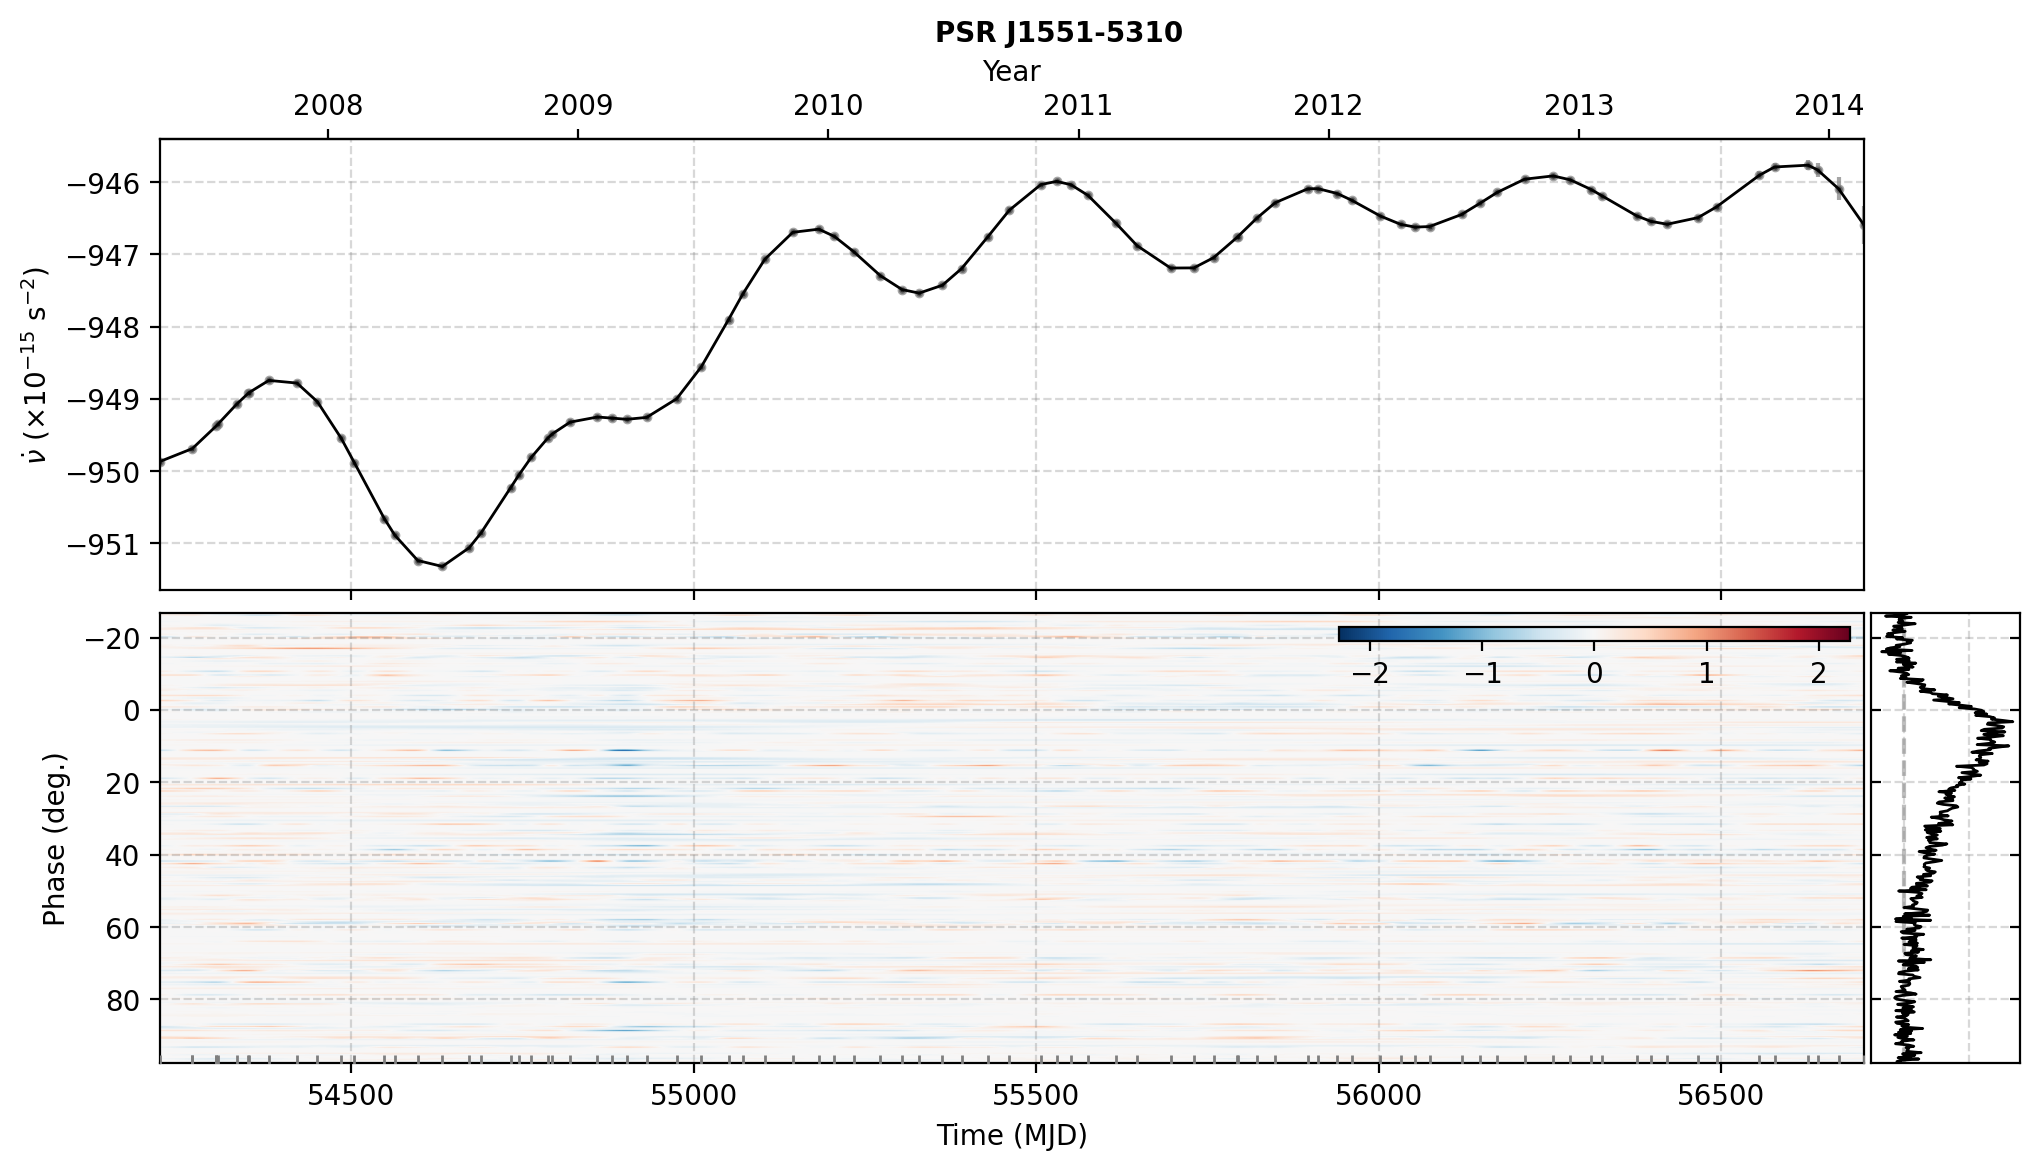 PSR J1551-5310
Year
2008 2009 2010 2011 2012 2013 2014
−946
−947
−948
−949
−950
−951
ν̇ (×10⁻¹⁵ s⁻²)
−20
0
20
40
60
80
Phase (deg.)
−2 −1 0 1 2
54500 55000 55500 56000 56500
Time (MJD)